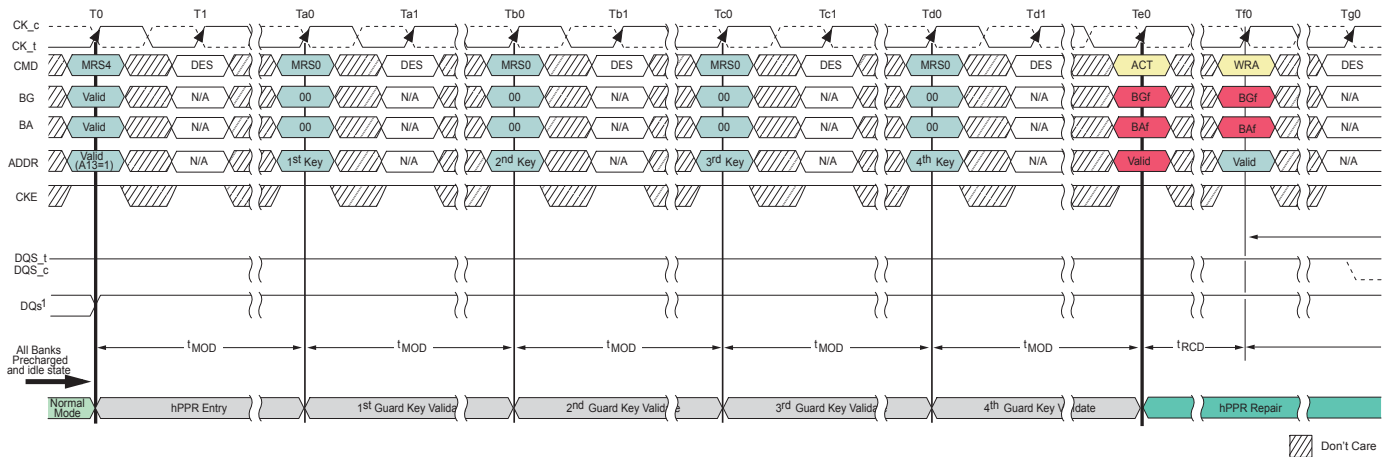 T0 T1 Ta0 Ta1 Tb0 Tb1 Tc0 Tc1 Td0 Td1 Te0 Tf0 Tg0
CK_c
CK_t
CMD MRS4 DES MRS0 DES MRS0 DES MRS0 DES MRS0 DES ACT WRA DES
BG Valid N/A 00 N/A 00 N/A 00 N/A 00 N/A BGf BGf N/A
BA Valid N/A 00 N/A 00 N/A 00 N/A 00 N/A BAf BAf N/A
ADDR Valid (A13=1) N/A 1st Key N/A 2nd Key N/A 3rd Key N/A 4th Key N/A Valid Valid N/A
CKE
DQS_t
DQS_c
DQs1
tMOD tMOD tMOD tMOD tMOD tRCD
All Banks
Precharged
and idle state
Normal Mode hPPR Entry 1st Guard Key Valida 2nd Guard Key Valid e 3rd Guard Key Valida 4th Guard Key V date hPPR Repair
Don't Care